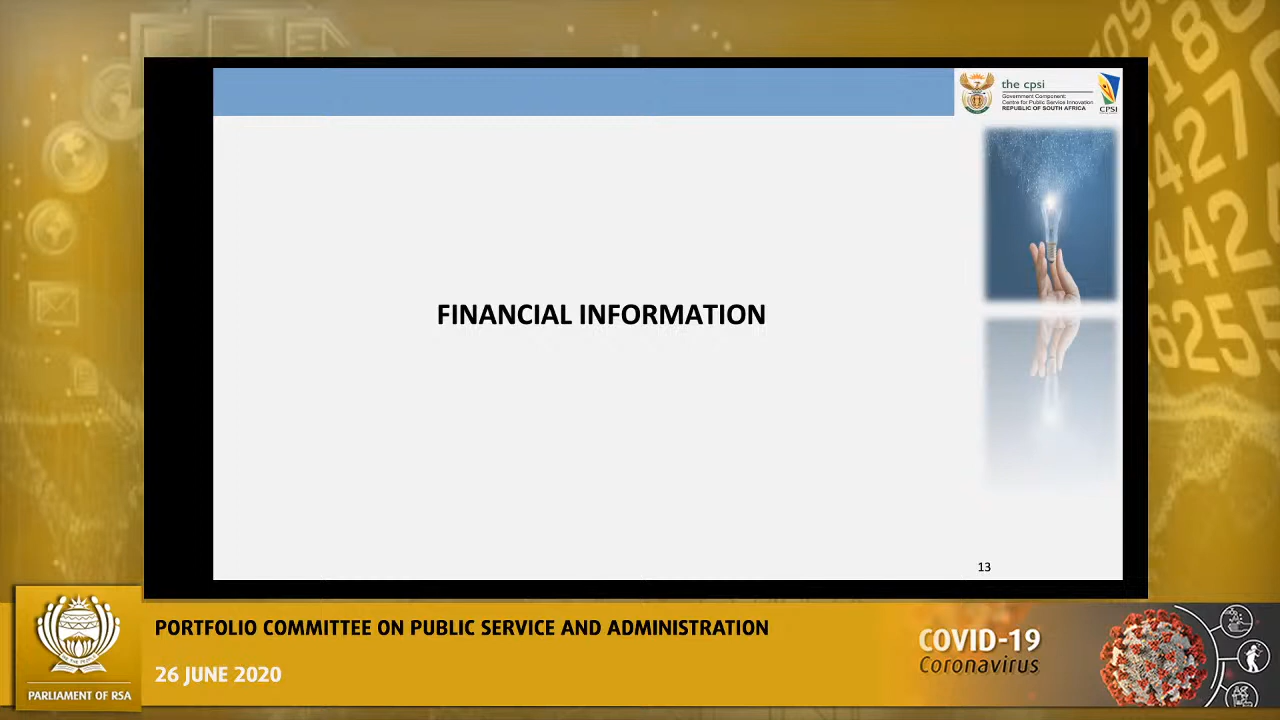 the cpsi
Government Component:
Centre for Public Service Innovation
REPUBLIC OF SOUTH AFRICA
CPSI
FINANCIAL INFORMATION
13
PORTFOLIO COMMITTEE ON PUBLIC SERVICE AND ADMINISTRATION
26 JUNE 2020
PARLIAMENT OF RSA
COVID-19
Coronavirus